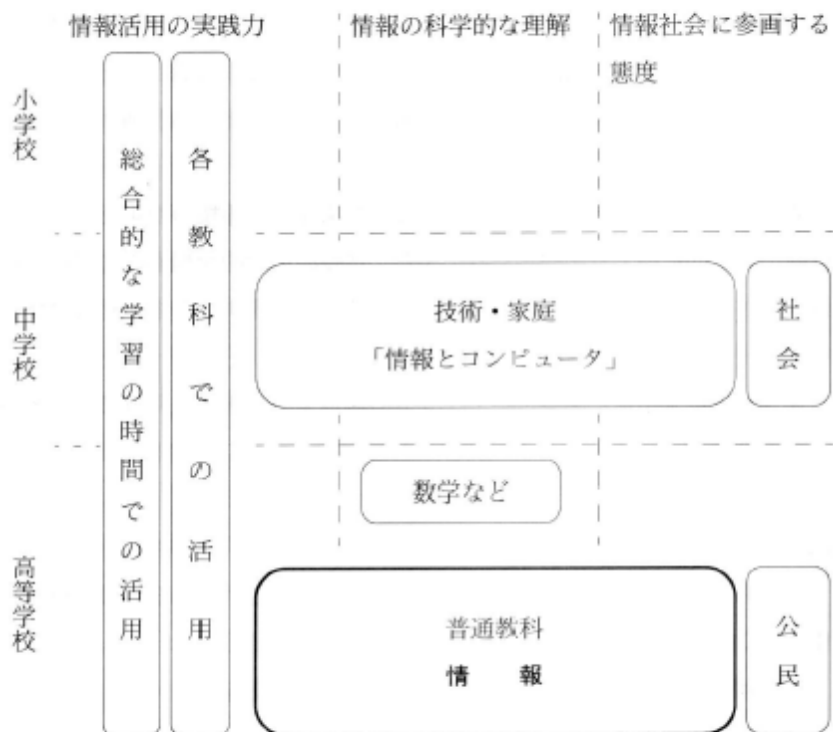 情報活用の実践力
情報の科学的な理解
情報社会に参画する
態度
小学校
総合的な学習の時間での活用
各教科での活用
中学校
技術・家庭
「情報とコンピュータ」
社会
数学など
高等学校
普通教科
情報
公民